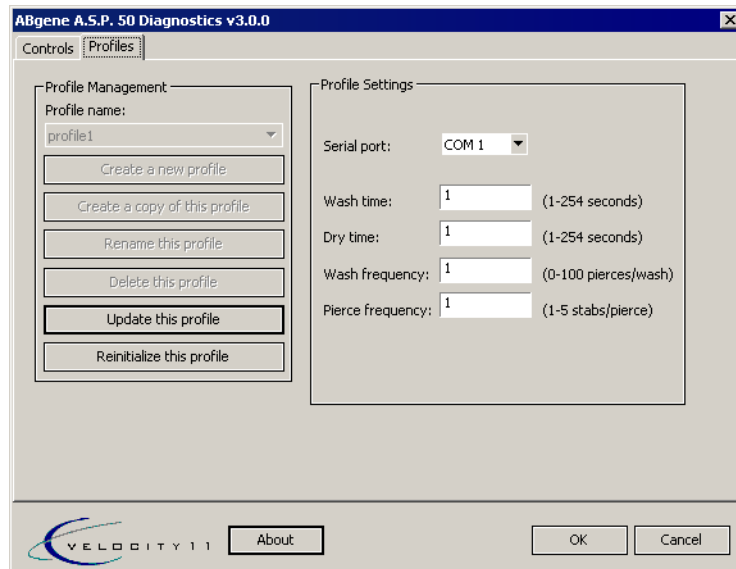 ABgene A.S.P. 50 Diagnostics v3.0.0
Controls Profiles
Profile Management
Profile name:
profile1
Create a new profile
Create a copy of this profile
Rename this profile
Delete this profile
Update this profile
Reinitialize this profile
Profile Settings
Serial port: COM 1
Wash time: 1 (1-254 seconds)
Dry time: 1 (1-254 seconds)
Wash frequency: 1 (0-100 pierces/wash)
Pierce frequency: 1 (1-5 stabs/pierce)
VELOCITY11
About
OK
Cancel